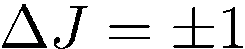 ΔJ = ±1